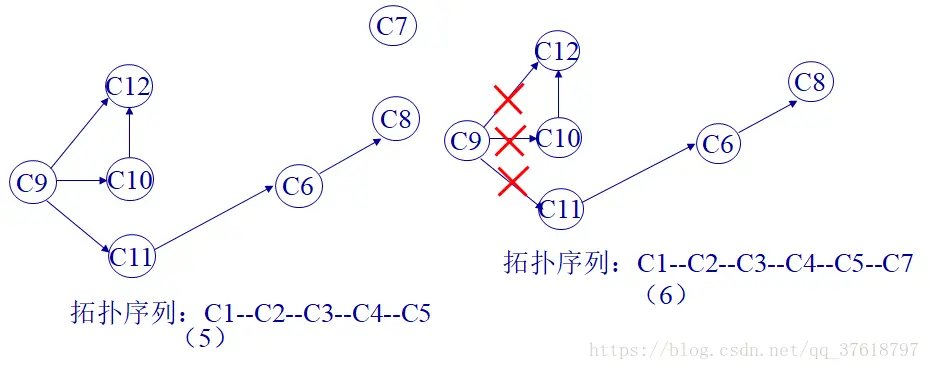 C7
C12
C8
C9
C10
C6
C11
拓扑序列：C1--C2--C3--C4--C5
（5）
C12
C8
C9
C10
C6
C11
拓扑序列：C1--C2--C3--C4--C5--C7
（6）
https://blog.csdn.net/qq_37618797